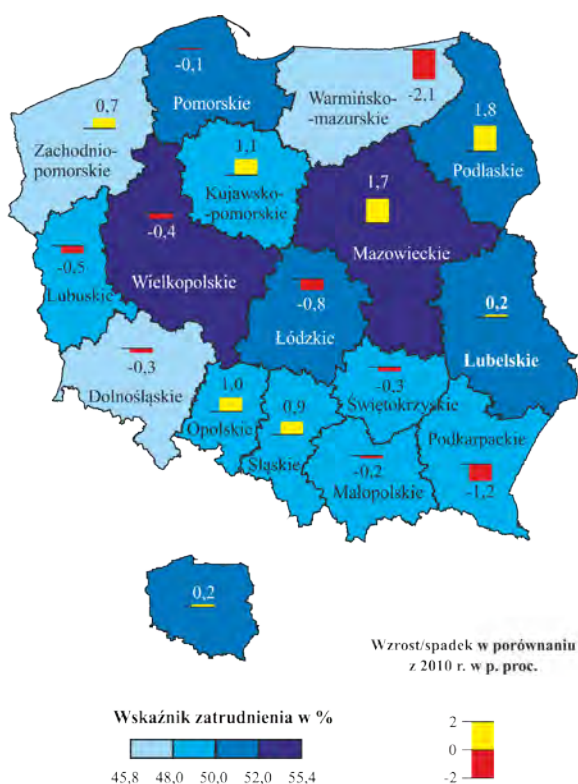 -0,1
Pomorskie
Warmińsko-
-mazurskie
-2,1
0,7
Zachodnio-
pomorskie
1,8
Podlaskie
1,1
Kujawsko-
-pomorskie
1,7
Mazowieckie
-0,4
Wielkopolskie
-0,5
Lubuskie
-0,8
Łódzkie
0,2
Lubelskie
-0,3
Dolnośląskie
1,0
Opolskie
0,9
Śląskie
-0,3
Świętokrzyskie
Podkarpackie
-1,2
-0,2
Małopolskie
0,2
Wzrost/spadek w porównaniu
z 2010 r. w p. proc.
Wskaźnik zatrudnienia w %
45,8 48,0 50,0 52,0 55,4
2
0
-2